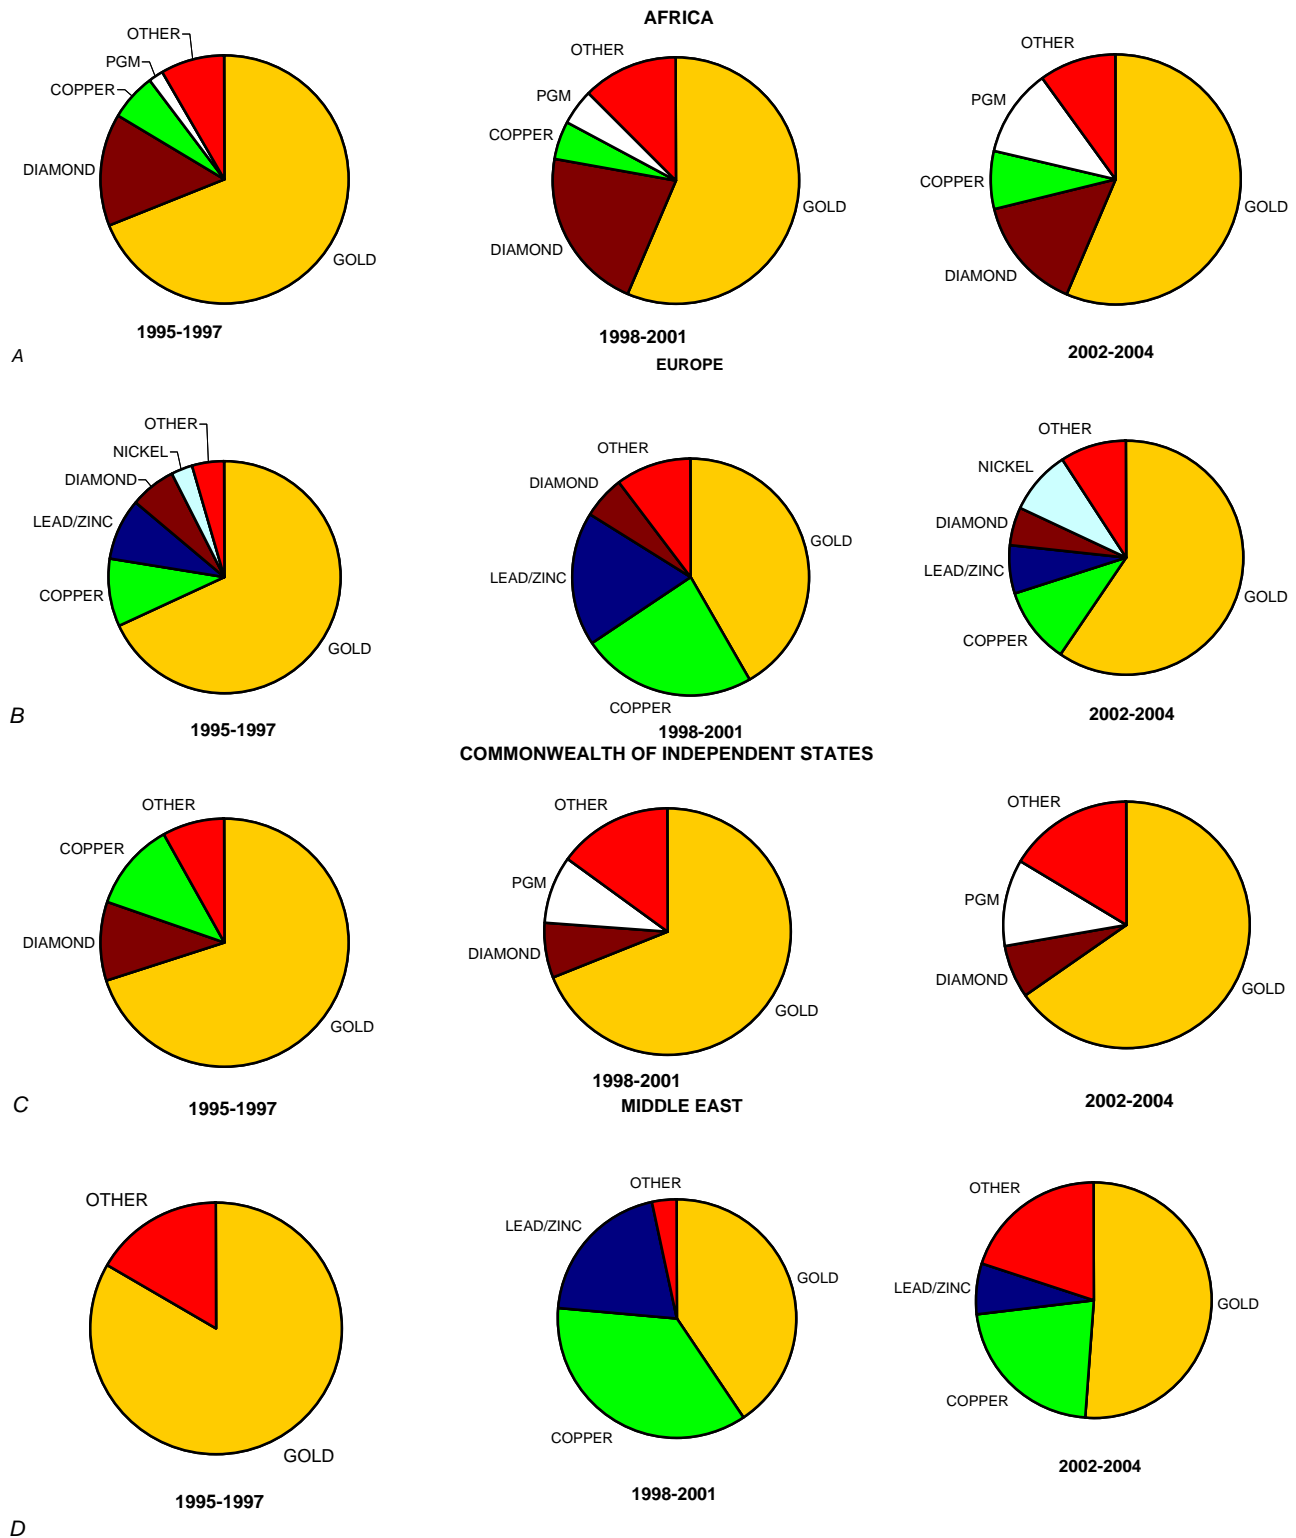 AFRICA
OTHER
PGM
COPPER
DIAMOND
GOLD
1995-1997
OTHER
PGM
COPPER
DIAMOND
GOLD
1998-2001
OTHER
PGM
COPPER
DIAMOND
GOLD
2002-2004
A
EUROPE
OTHER
NICKEL
DIAMOND
LEAD/ZINC
COPPER
GOLD
1995-1997
OTHER
DIAMOND
LEAD/ZINC
COPPER
GOLD
1998-2001
OTHER
NICKEL
DIAMOND
LEAD/ZINC
COPPER
GOLD
2002-2004
B
COMMONWEALTH OF INDEPENDENT STATES
OTHER
COPPER
DIAMOND
GOLD
1995-1997
OTHER
PGM
DIAMOND
GOLD
1998-2001
OTHER
PGM
DIAMOND
GOLD
2002-2004
C
MIDDLE EAST
OTHER
GOLD
1995-1997
OTHER
LEAD/ZINC
GOLD
COPPER
1998-2001
OTHER
LEAD/ZINC
GOLD
COPPER
2002-2004
D